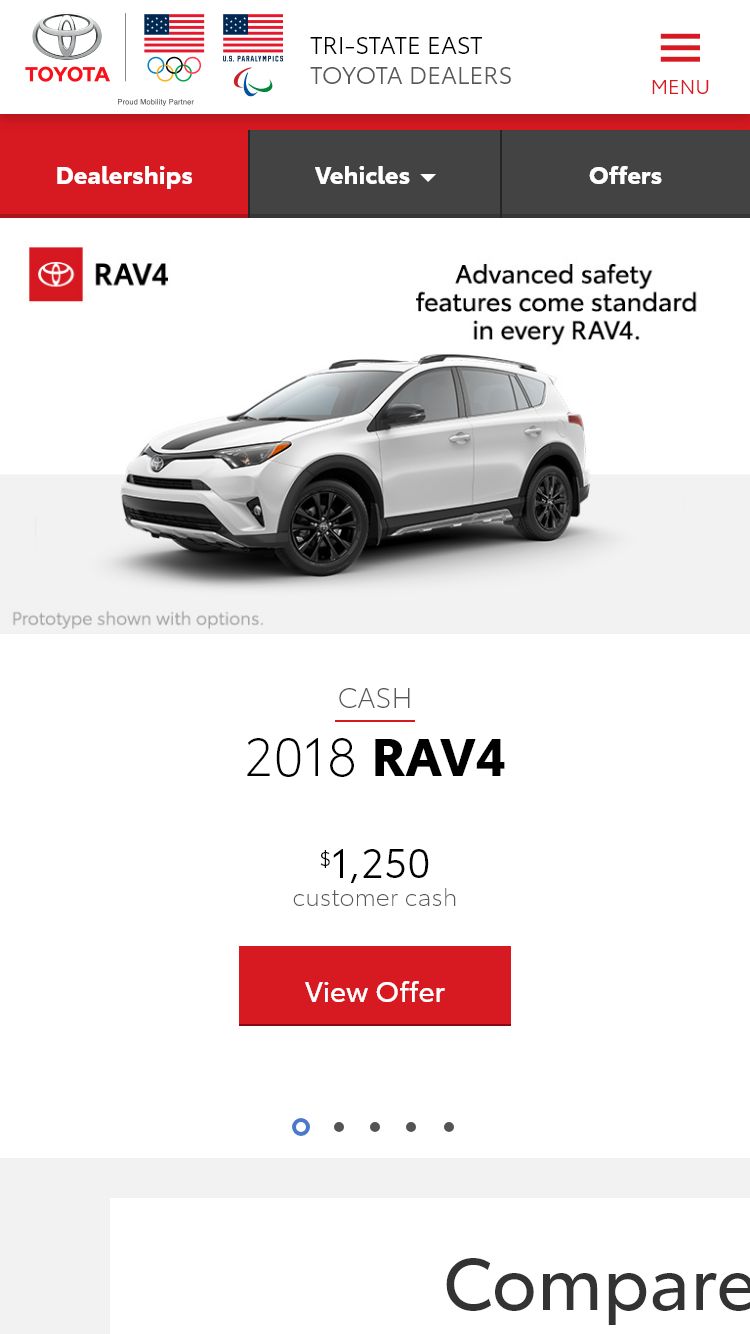 TOYOTA
U.S. PARALYMPICS
Proud Mobility Partner
TRI-STATE EAST
TOYOTA DEALERS
MENU
Dealerships
Vehicles
Offers
RAV4
Advanced safety
features come standard
in every RAV4.
Prototype shown with options.
CASH
2018 RAV4
$1,250
customer cash
View Offer
Compare